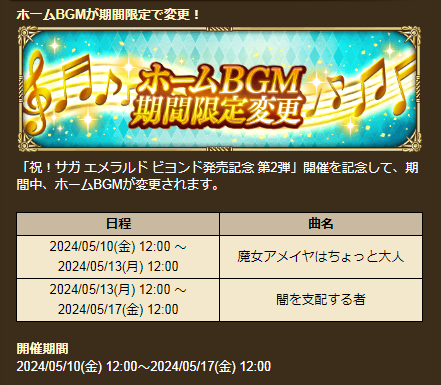 ホームBGMが期間限定で変更！
ホームBGM
期間限定変更
「祝！サガ エメラルド ビヨンド発売記念 第2弾」開催を記念して、期
間中、ホームBGMが変更されます。
日程 曲名
2024/05/10(金) 12:00 ～
2024/05/13(月) 12:00
魔女アメイヤはちょっと大人
2024/05/13(月) 12:00 ～
2024/05/17(金) 12:00
闇を支配する者
開催期間
2024/05/10(金) 12:00～2024/05/17(金) 12:00